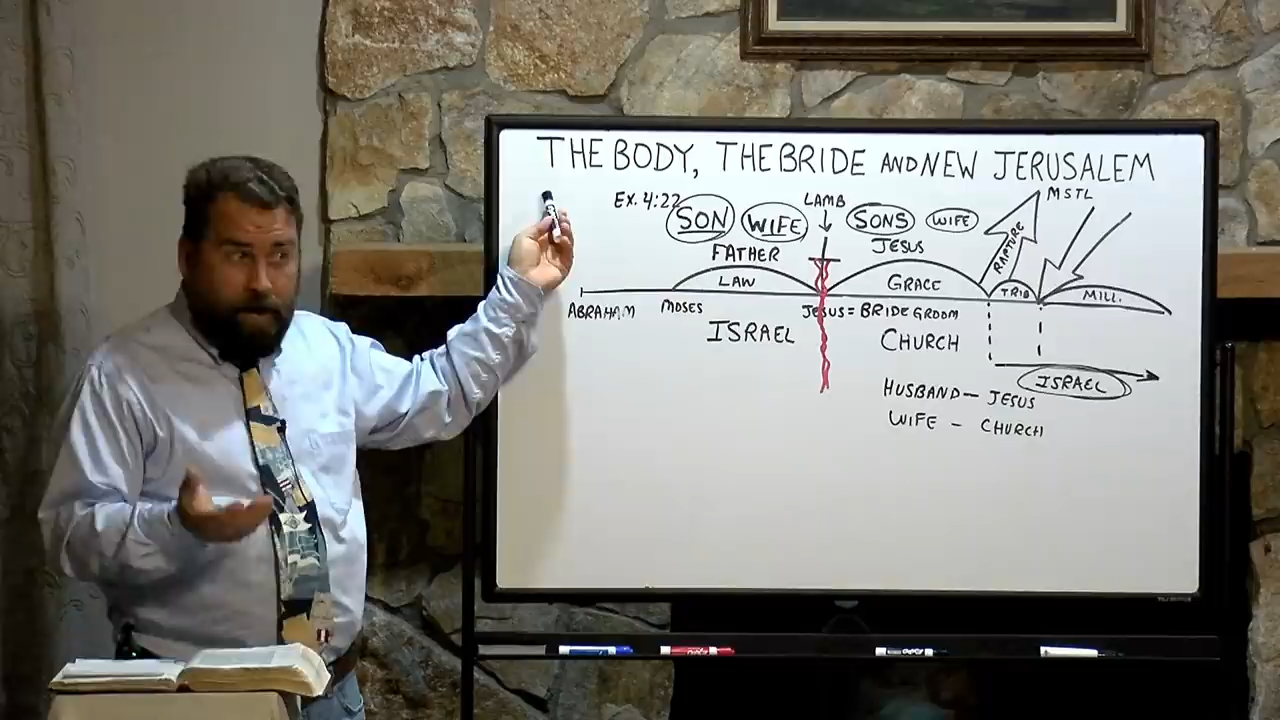 THE BODY, THE BRIDE AND NEW JERUSALEM
EX. 4:22 SON WIFE LAMB SONS WIFE RAPTURE MSTL
FATHER JESUS
LAW GRACE TRIB MILL.
ABRAHAM MOSES JESUS = BRIDEGROOM
ISRAEL CHURCH
ISRAEL
HUSBAND — JESUS
WIFE — CHURCH